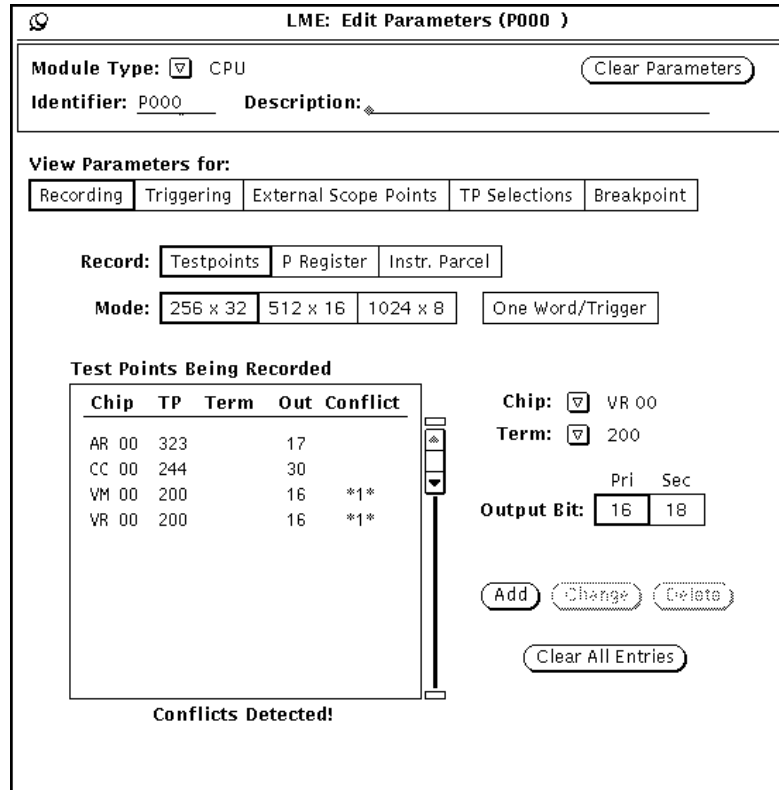 LME: Edit Parameters (P000 )
Module Type: CPU Clear Parameters
Identifier: P000 Description:
View Parameters for:
Recording Triggering External Scope Points TP Selections Breakpoint
Record: Testpoints P Register Instr. Parcel
Mode: 256 x 32 512 x 16 1024 x 8 One Word/Trigger
Test Points Being Recorded
Chip TP Term Out Conflict
AR 00 323 17
CC 00 244 30
VM 00 200 16 *1*
VR 00 200 16 *1*
Chip: VR 00
Term: 200
Pri Sec
Output Bit: 16 18
Add Change Delete
Clear All Entries
Conflicts Detected!